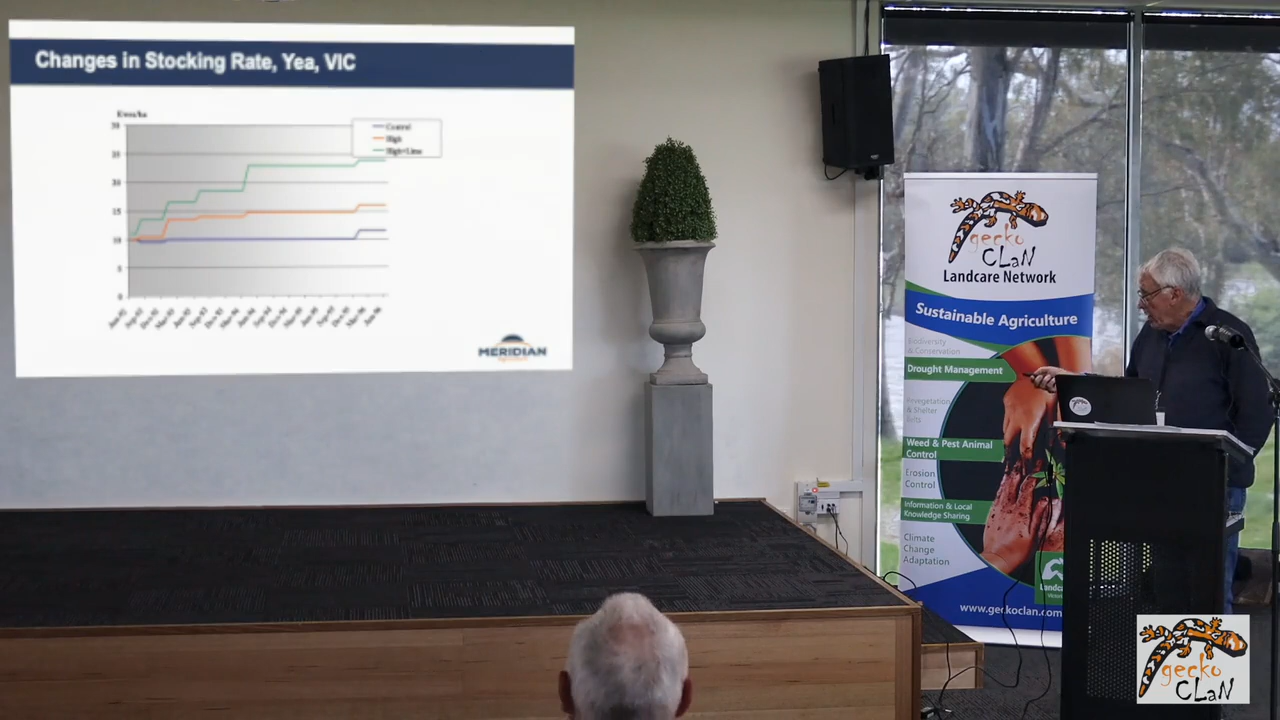 Changes in Stocking Rate, Yea, VIC
Ewes/ha
30
25
20
15
10
5
0
Control
High
High+Lime
MERIDIAN
gecko
CLaN
Landcare Network
Sustainable Agriculture
Biodiversity
& Conservation
Drought Management
Revegetation
& Shelter
Belts
Weed & Pest Animal
Control
Erosion
Control
Information & Local
Knowledge Sharing
Climate
Change
Adaptation
www.geckoclan.com
gecko
CLaN